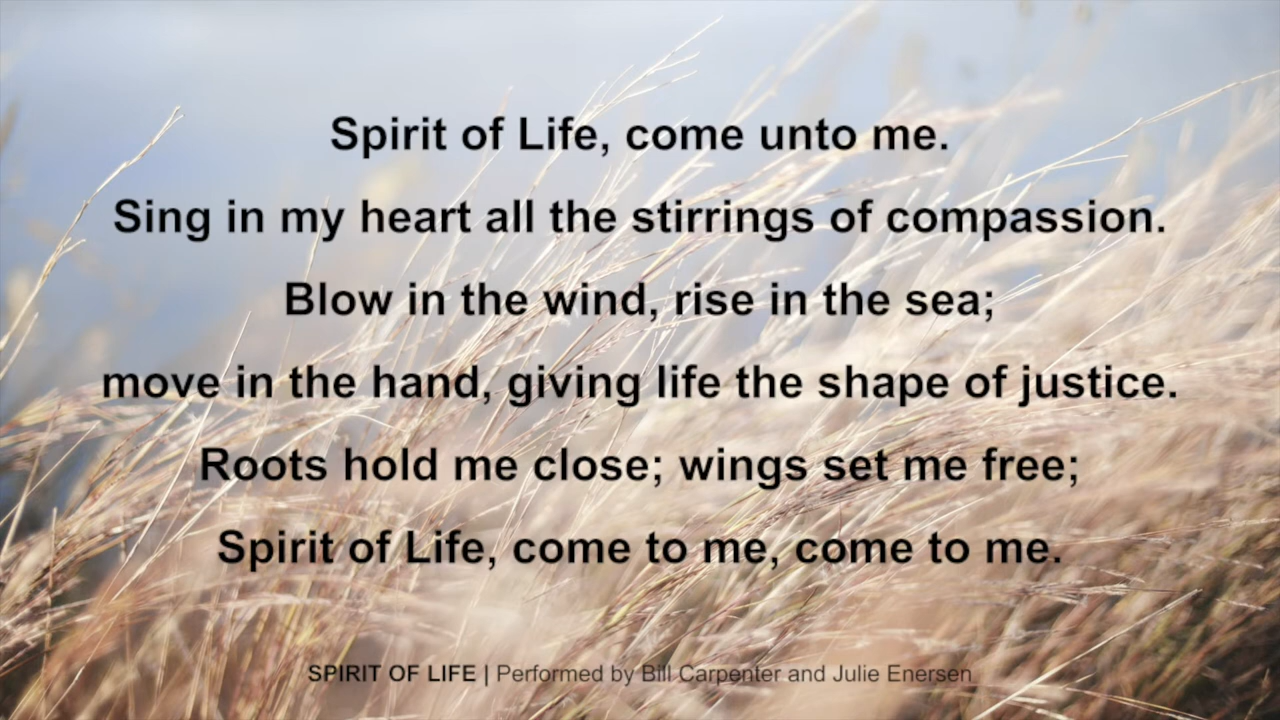 Spirit of Life, come unto me.
Sing in my heart all the stirrings of compassion.
Blow in the wind, rise in the sea;
move in the hand, giving life the shape of justice.
Roots hold me close; wings set me free;
Spirit of Life, come to me, come to me.
SPIRIT OF LIFE | Performed by Bill Carpenter and Julie Enersen